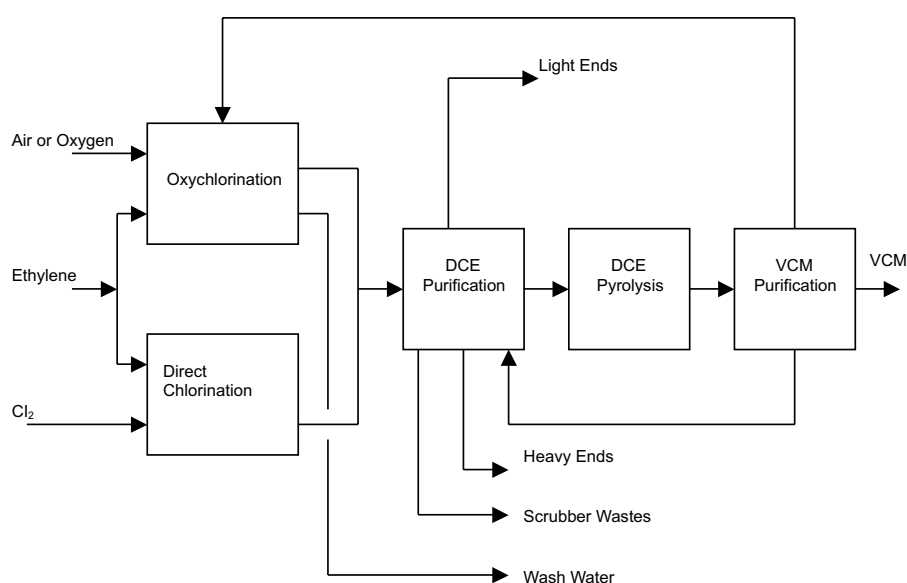 Light Ends
Air or Oxygen
Oxychlorination
Ethylene
DCE
Purification
DCE
Pyrolysis
VCM
Purification
VCM
Direct
Chlorination
Cl₂
Heavy Ends
Scrubber Wastes
Wash Water